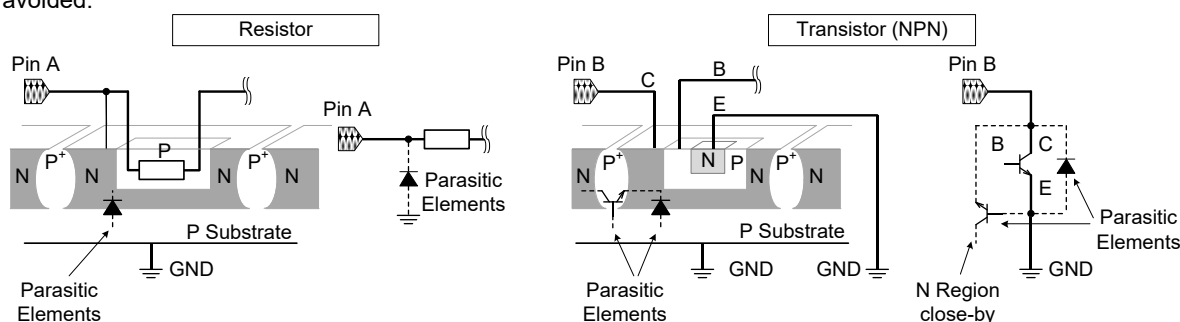 avoided.
Resistor
Transistor (NPN)
Pin A
Pin A
P
N
P+
N
N
P+
N
Parasitic
Elements
P Substrate
GND
Parasitic
Elements
Pin B
C
B
E
N
P+
N
N
P
P+
N
P Substrate
GND
GND
Parasitic
Elements
Pin B
B
C
E
Parasitic
Elements
GND
N Region
close-by